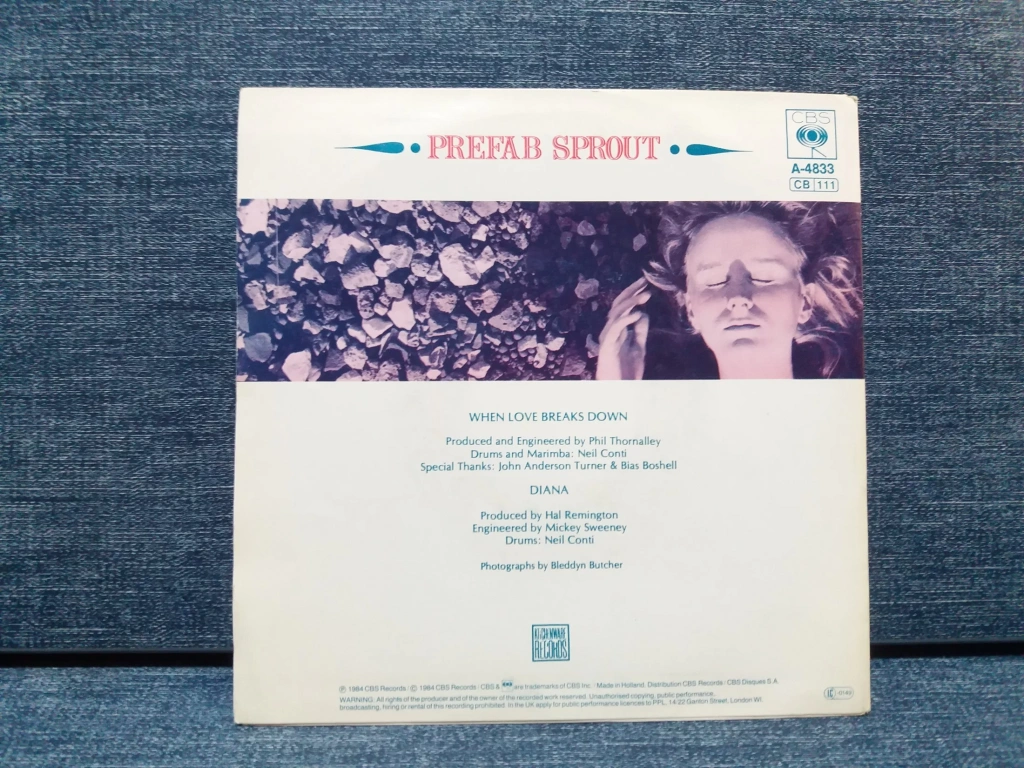 PREFAB SPROUT
CBS
A-4833
CB 111
WHEN LOVE BREAKS DOWN
Produced and Engineered by Phil Thornalley
Drums and Marimba: Neil Conti
Special Thanks: John Anderson Turner & Bias Boshell
DIANA
Produced by Hal Remington
Engineered by Mickey Sweeney
Drums: Neil Conti
Photographs by Bleddyn Butcher
KITCHENWARE
RECORDS
℗ 1984 CBS Records / © 1984 CBS Records / CBS & are trademarks of CBS Inc. / Made in Holland. Distribution CBS Records / CBS Disques S.A.
WARNING: All rights of the producer and of the owner of the recorded work reserved. Unauthorised copying, public performance,
broadcasting, hiring or rental of this recording prohibited. In the UK apply for public performance licences to PPL, 14-22 Ganton Street, London W1.